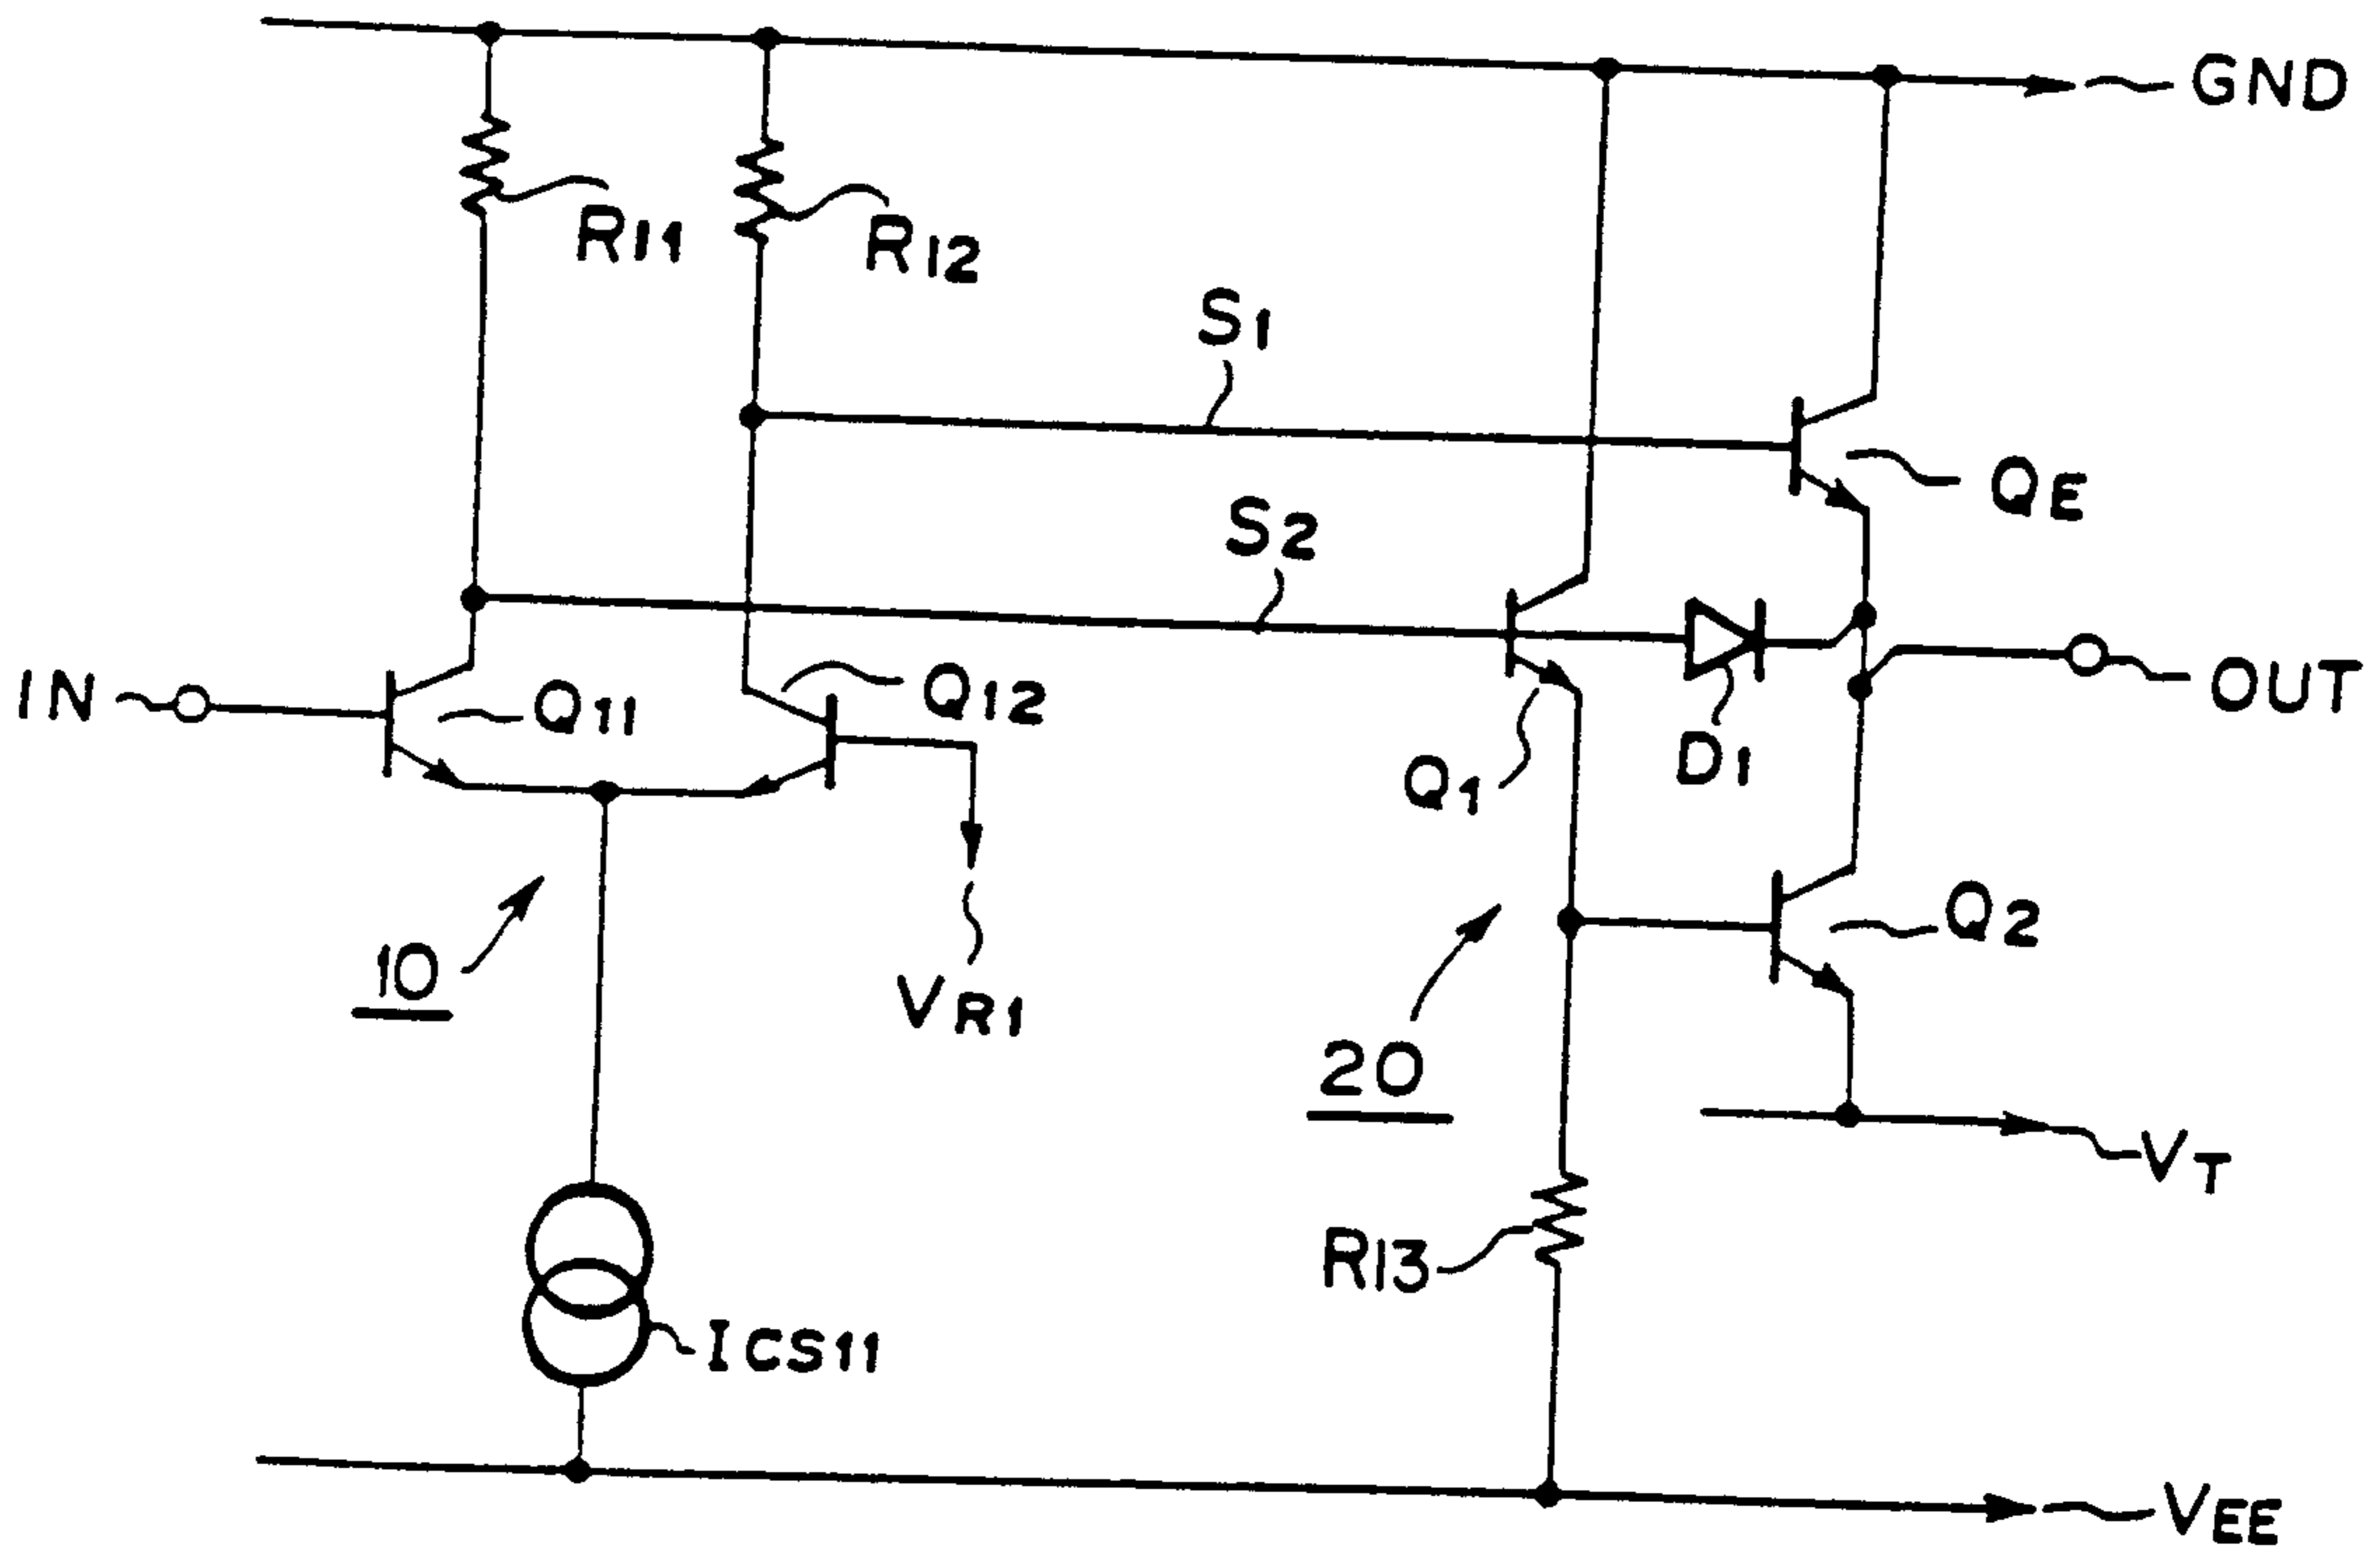 GND
R11
R12
S1
QE
S2
IN
Q11
Q12
OUT
D1
Q1
Q2
10
VR1
20
VT
R13
ICS11
VEE